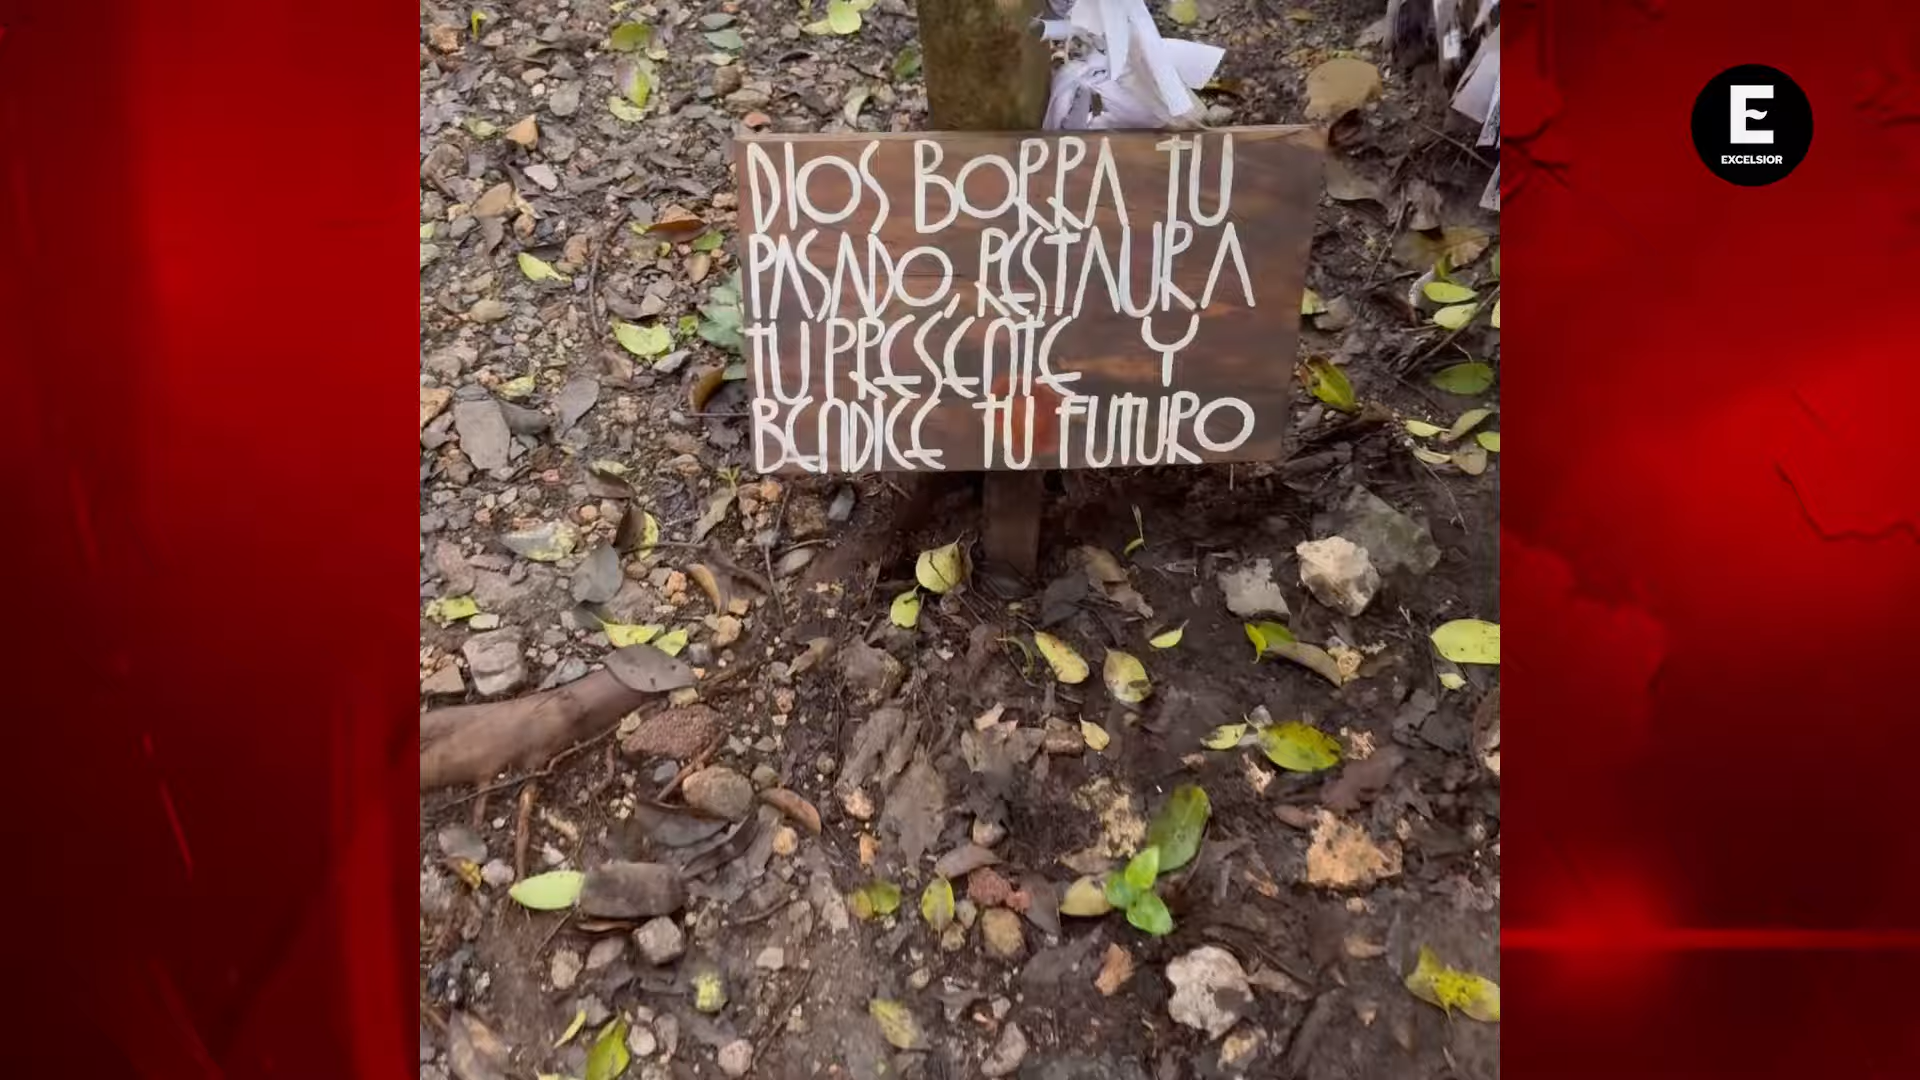 DIOS BORRA TU
PASADO, RESTAURA
TU PRESENTE Y
BENDICE TU FUTURO
E
EXCELSIOR